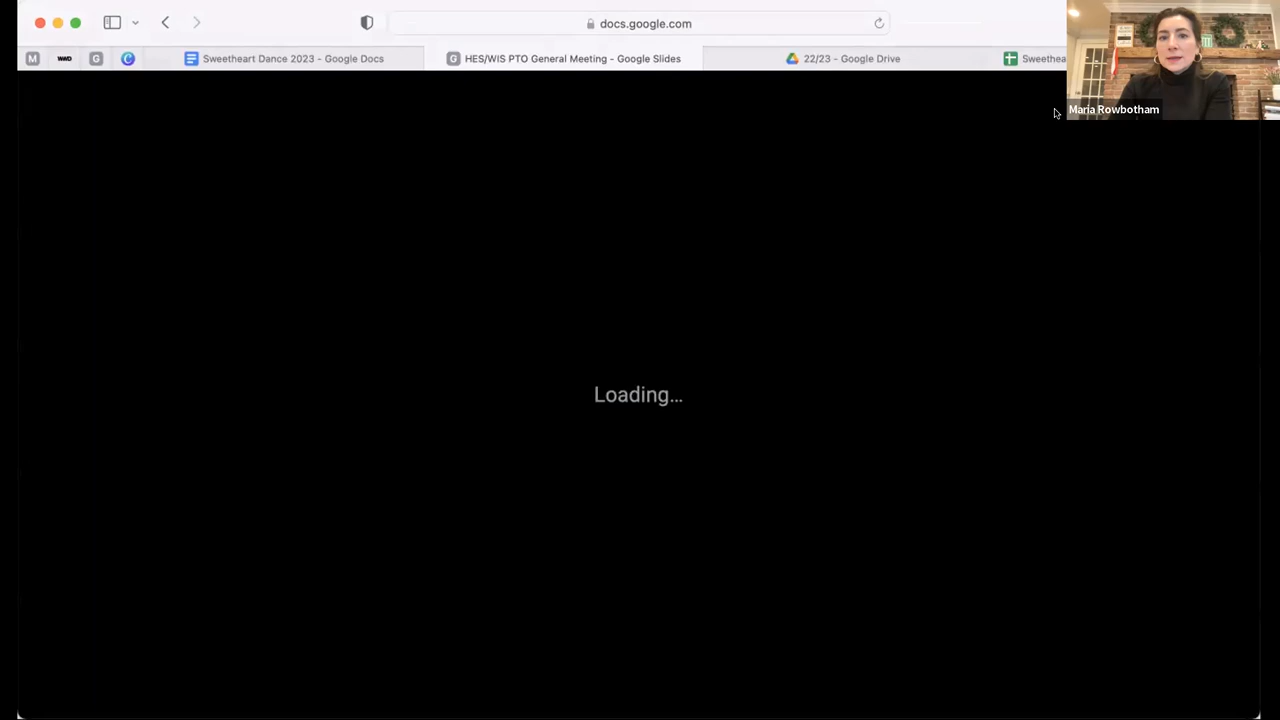 docs.google.com
M
WWD
G
Sweetheart Dance 2023 - Google Docs
G
HES/WIS PTO General Meeting - Google Slides
22/23 - Google Drive
Sweethea
Maria Rowbotham
Loading...